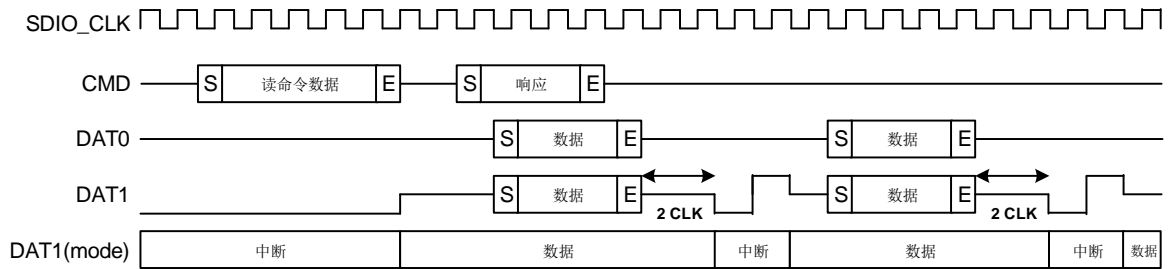 SDIO_CLK
CMD S 读命令数据 E S 响应 E
DAT0 S 数据 E S 数据 E
DAT1 S 数据 E 2 CLK S 数据 E 2 CLK
DAT1(mode) 中断 数据 中断 数据 中断 数据